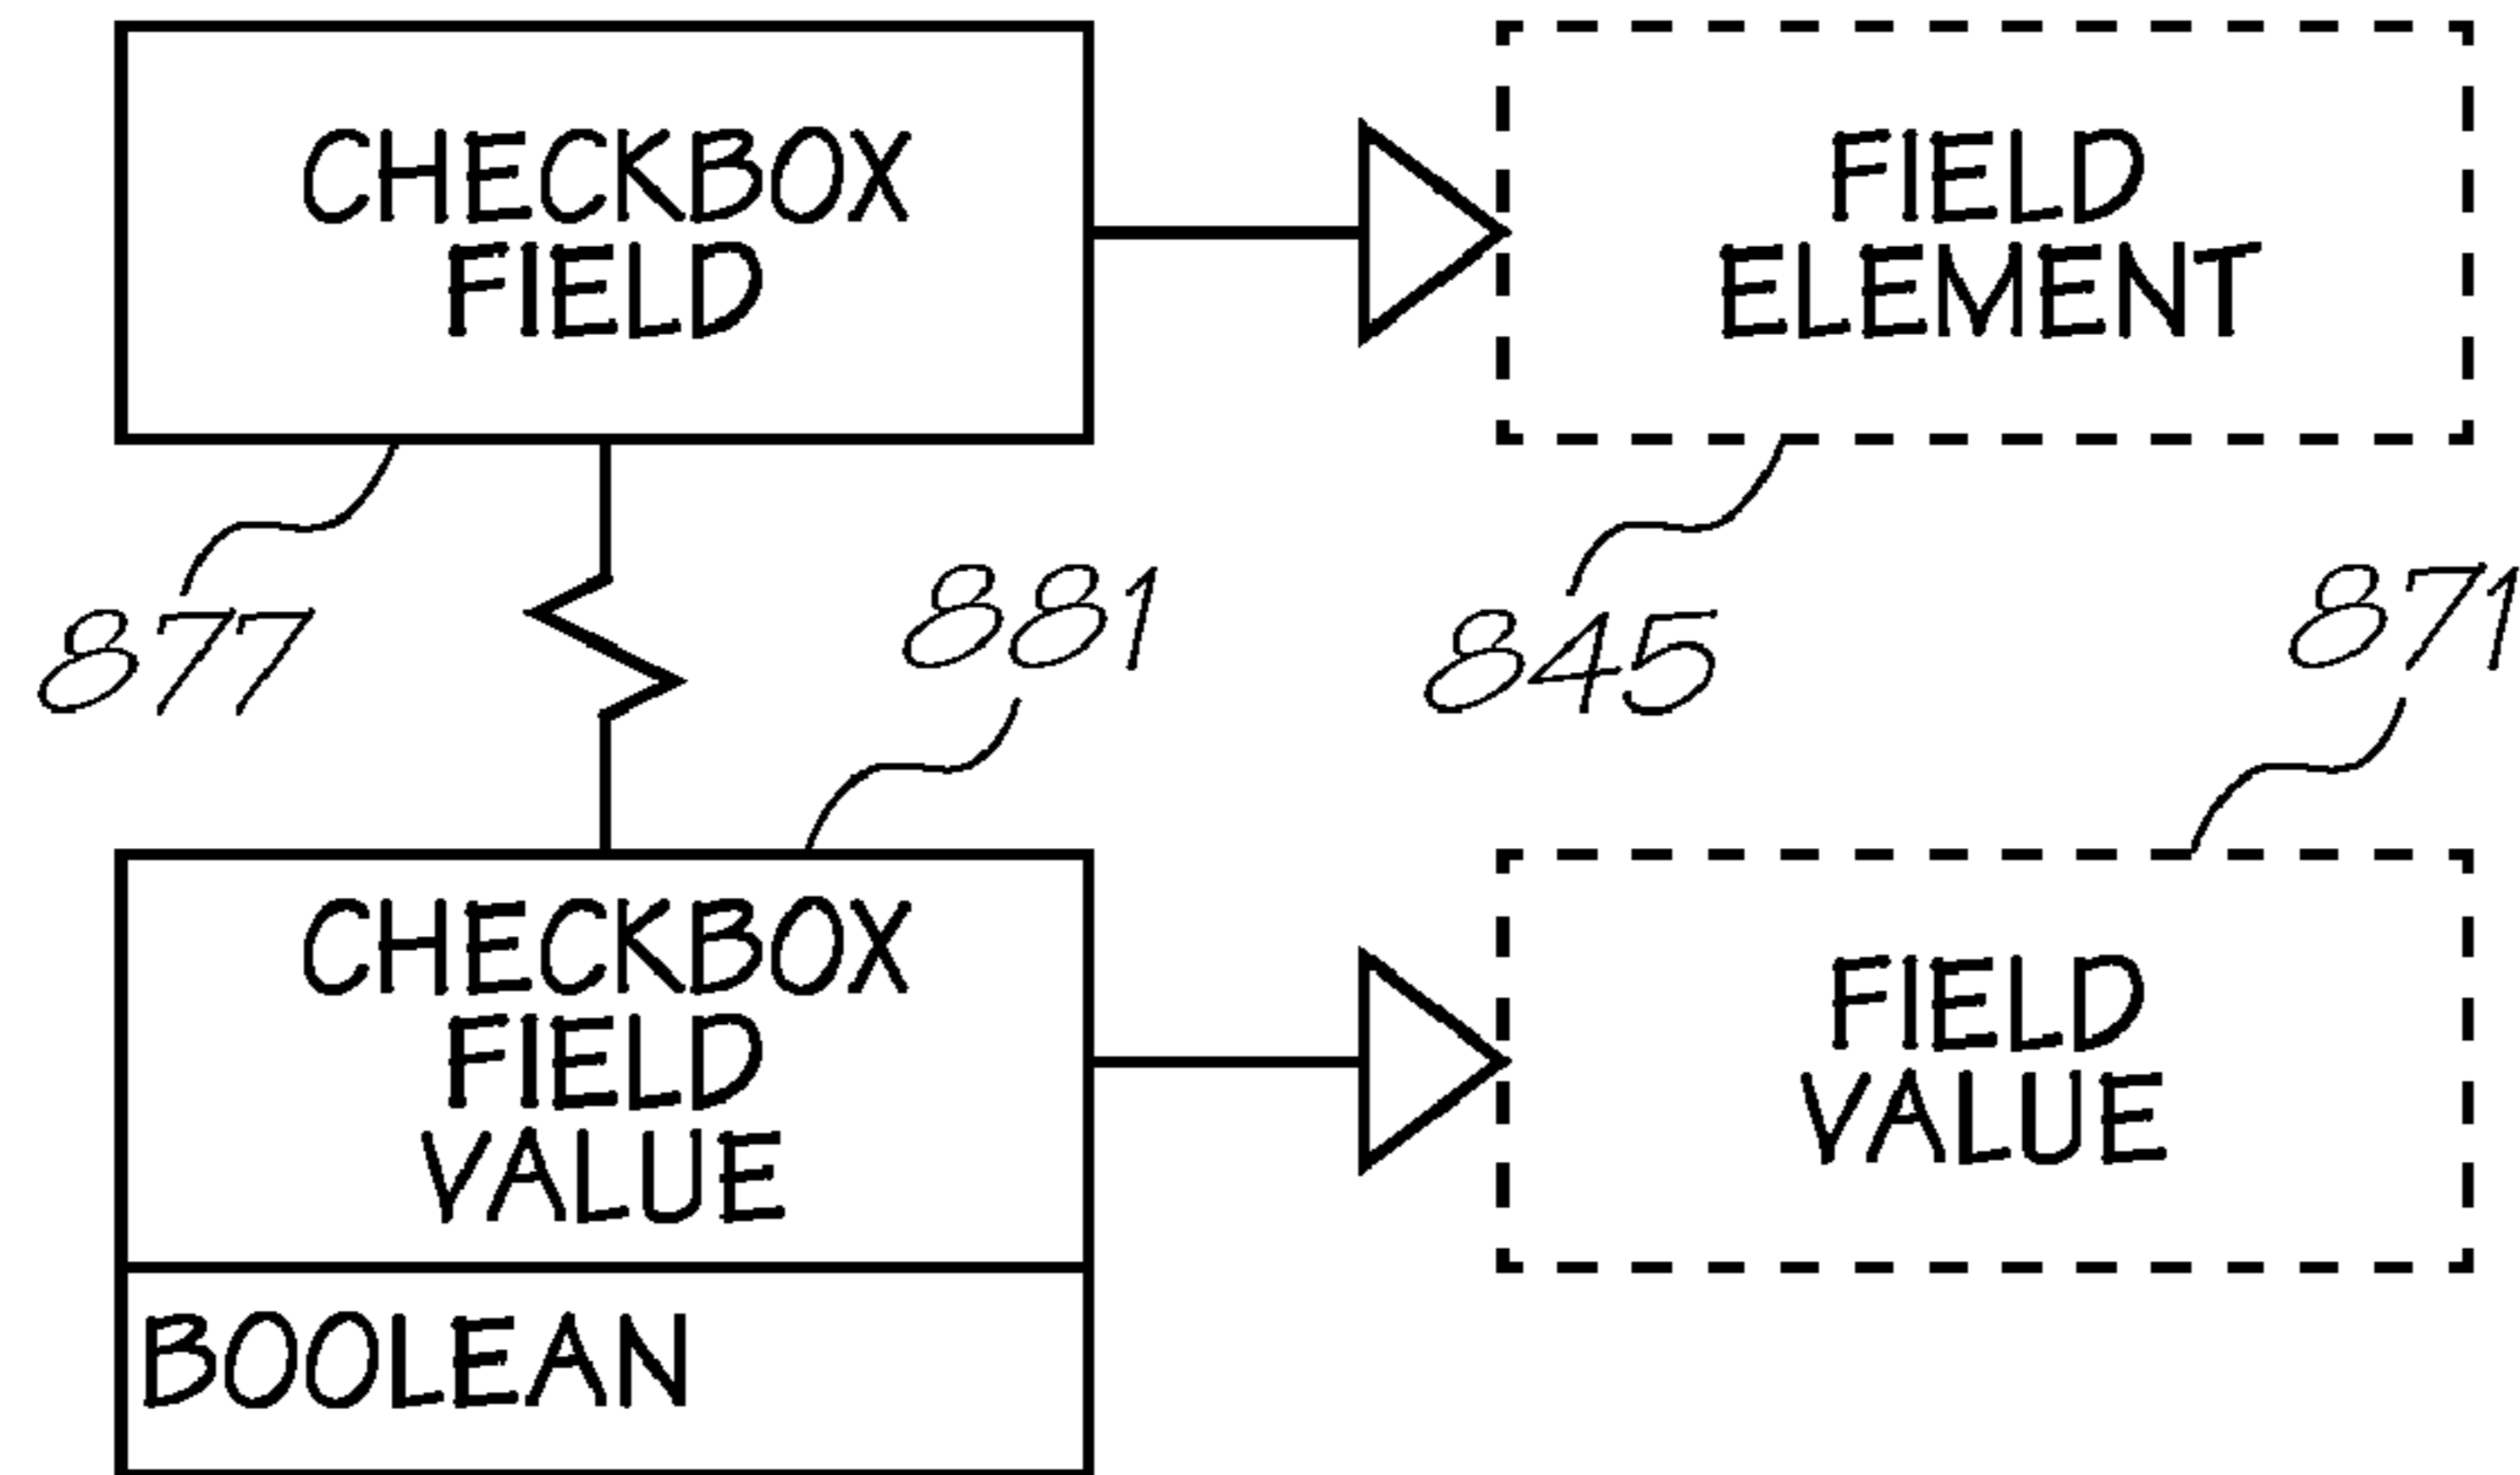 CHECKBOX
FIELD
FIELD
ELEMENT
877
881
845
871
CHECKBOX
FIELD
VALUE
FIELD
VALUE
BOOLEAN